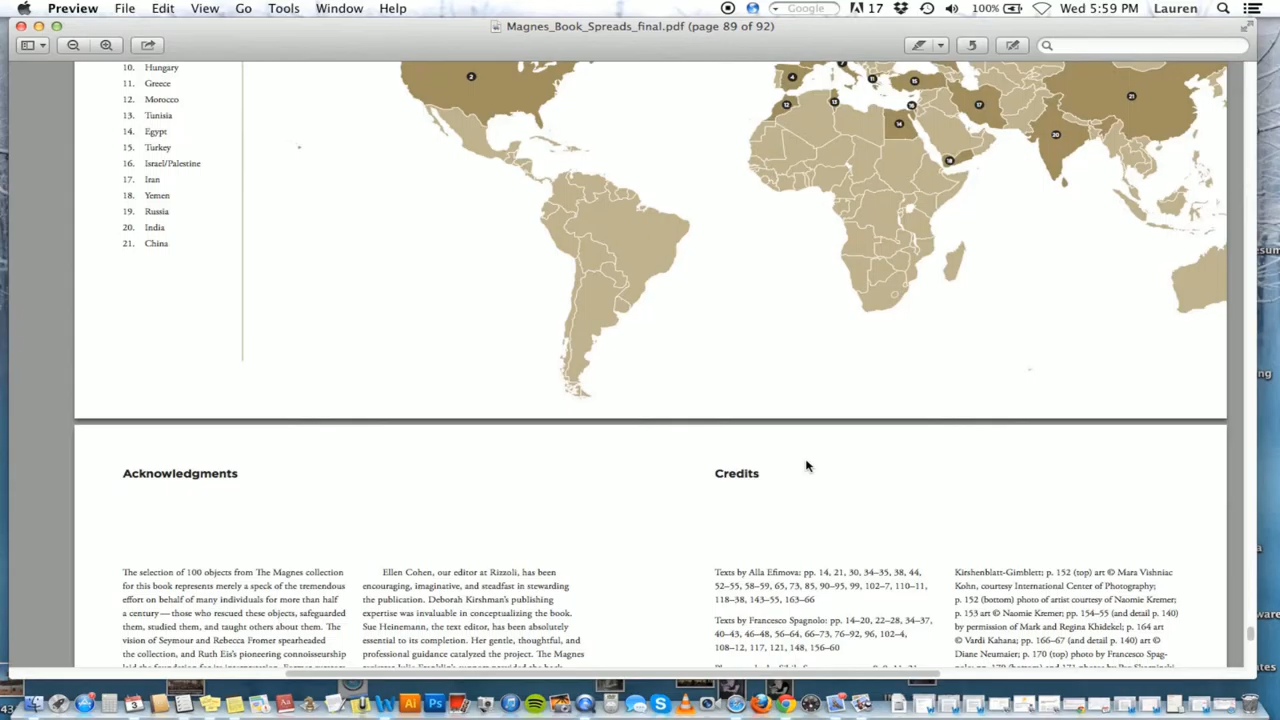 Preview File Edit View Go Tools Window Help Google 17 100% Wed 5:59 PM Lauren
Magnes_Book_Spreads_final.pdf (page 89 of 92)
10. Hungary
11. Greece
12. Morocco
13. Tunisia
14. Egypt
15. Turkey
16. Israel/Palestine
17. Iran
18. Yemen
19. Russia
20. India
21. China
2
4
11
15
12
13
16
17
14
18
20
21
Acknowledgments
The selection of 100 objects from The Magnes collection
for this book represents merely a speck of the tremendous
effort on behalf of many individuals for more than half
a century — those who rescued these objects, safeguarded
them, studied them, and taught others about them. The
vision of Seymour and Rebecca Fromer spearheaded
the collection, and Ruth Eis's pioneering connoisseurship
Ellen Cohen, our editor at Rizzoli, has been
encouraging, imaginative, and steadfast in stewarding
the publication. Deborah Kirshman's publishing
expertise was invaluable in conceptualizing the book.
Sue Heinemann, the text editor, has been absolutely
essential to its completion. Her gentle, thoughtful, and
professional guidance catalyzed the project. The Magnes
Credits
Texts by Alla Efimova: pp. 14, 21, 30, 34–35, 38, 44,
52–55, 58–59, 65, 73, 85, 90–95, 99, 102–7, 110–11,
118–38, 143–55, 163–66
Texts by Francesco Spagnolo: pp. 14–20, 22–28, 34–37,
40–43, 46–48, 56–64, 66–73, 76–92, 96, 102–4,
108–12, 117, 121, 148, 156–60
Kirshenblatt-Gimblett; p. 152 (top) art © Mara Vishniac
Kohn, courtesy International Center of Photography;
p. 152 (bottom) photo of artist courtesy of Naomie Kremer;
p. 153 art © Naomie Kremer; pp. 154–55 (and detail p. 140)
by permission of Mark and Regina Khidekel; p. 164 art
© Vardi Kahana; pp. 166–67 (and detail p. 140) art ©
Diane Neumaier; p. 170 (top) photo by Francesco Spag-